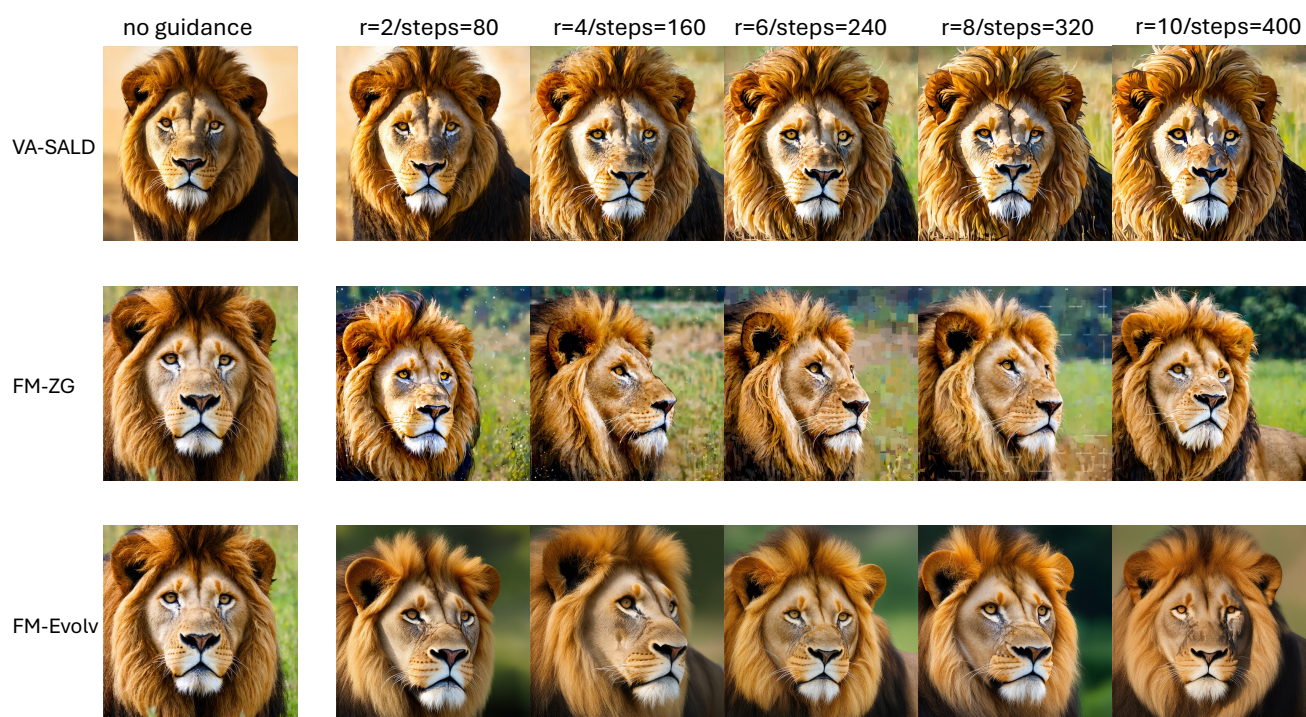 no guidance r=2/steps=80 r=4/steps=160 r=6/steps=240 r=8/steps=320 r=10/steps=400
VA-SALD
FM-ZG
FM-Evolv